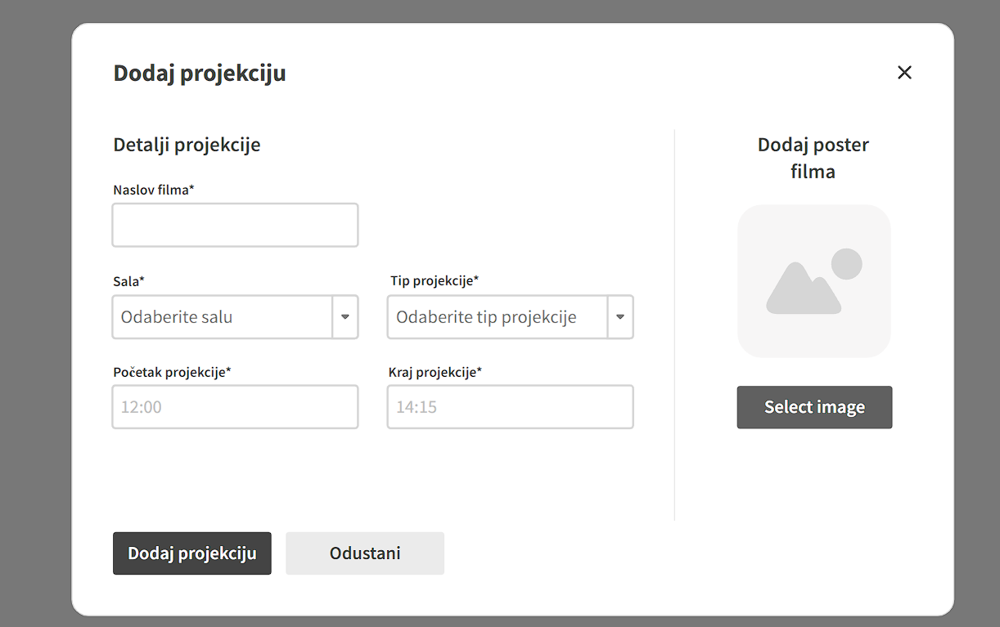 Dodaj projekciju
Detalji projekcije
Naslov filma*
Sala*
Tip projekcije*
Odaberite salu
Odaberite tip projekcije
Početak projekcije*
Kraj projekcije*
12:00
14:15
Dodaj poster
filma
Select image
Dodaj projekciju
Odustani